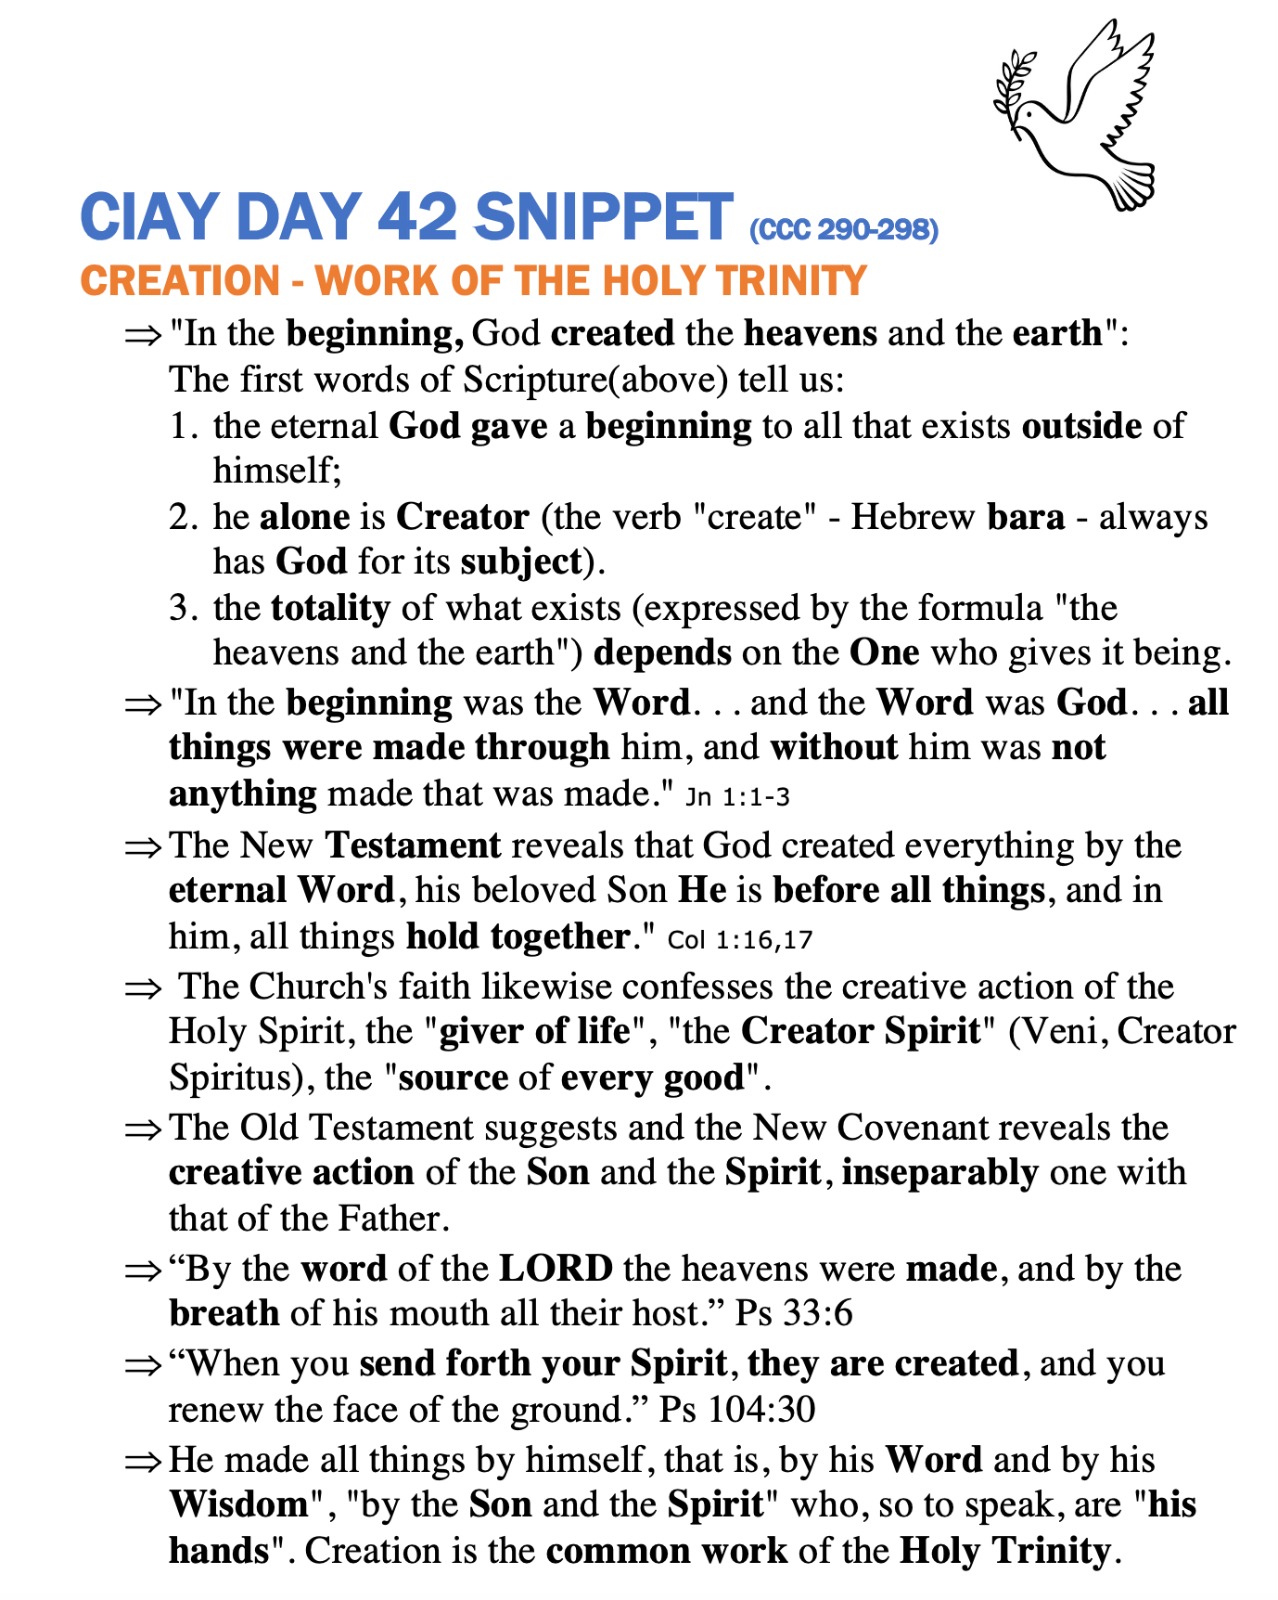 CIAY DAY 42 SNIPPET (CCC 290-298)
CREATION - WORK OF THE HOLY TRINITY
⇒ "In the beginning, God created the heavens and the earth":
The first words of Scripture(above) tell us:
1. the eternal God gave a beginning to all that exists outside of
himself;
2. he alone is Creator (the verb "create" - Hebrew bara - always
has God for its subject).
3. the totality of what exists (expressed by the formula "the
heavens and the earth") depends on the One who gives it being.
⇒ "In the beginning was the Word. . . and the Word was God. . . all
things were made through him, and without him was not
anything made that was made." Jn 1:1-3
⇒ The New Testament reveals that God created everything by the
eternal Word, his beloved Son He is before all things, and in
him, all things hold together." Col 1:16,17
⇒ The Church's faith likewise confesses the creative action of the
Holy Spirit, the "giver of life", "the Creator Spirit" (Veni, Creator
Spiritus), the "source of every good".
⇒ The Old Testament suggests and the New Covenant reveals the
creative action of the Son and the Spirit, inseparably one with
that of the Father.
⇒ “By the word of the LORD the heavens were made, and by the
breath of his mouth all their host.” Ps 33:6
⇒ “When you send forth your Spirit, they are created, and you
renew the face of the ground.” Ps 104:30
⇒ He made all things by himself, that is, by his Word and by his
Wisdom", "by the Son and the Spirit" who, so to speak, are "his
hands". Creation is the common work of the Holy Trinity.